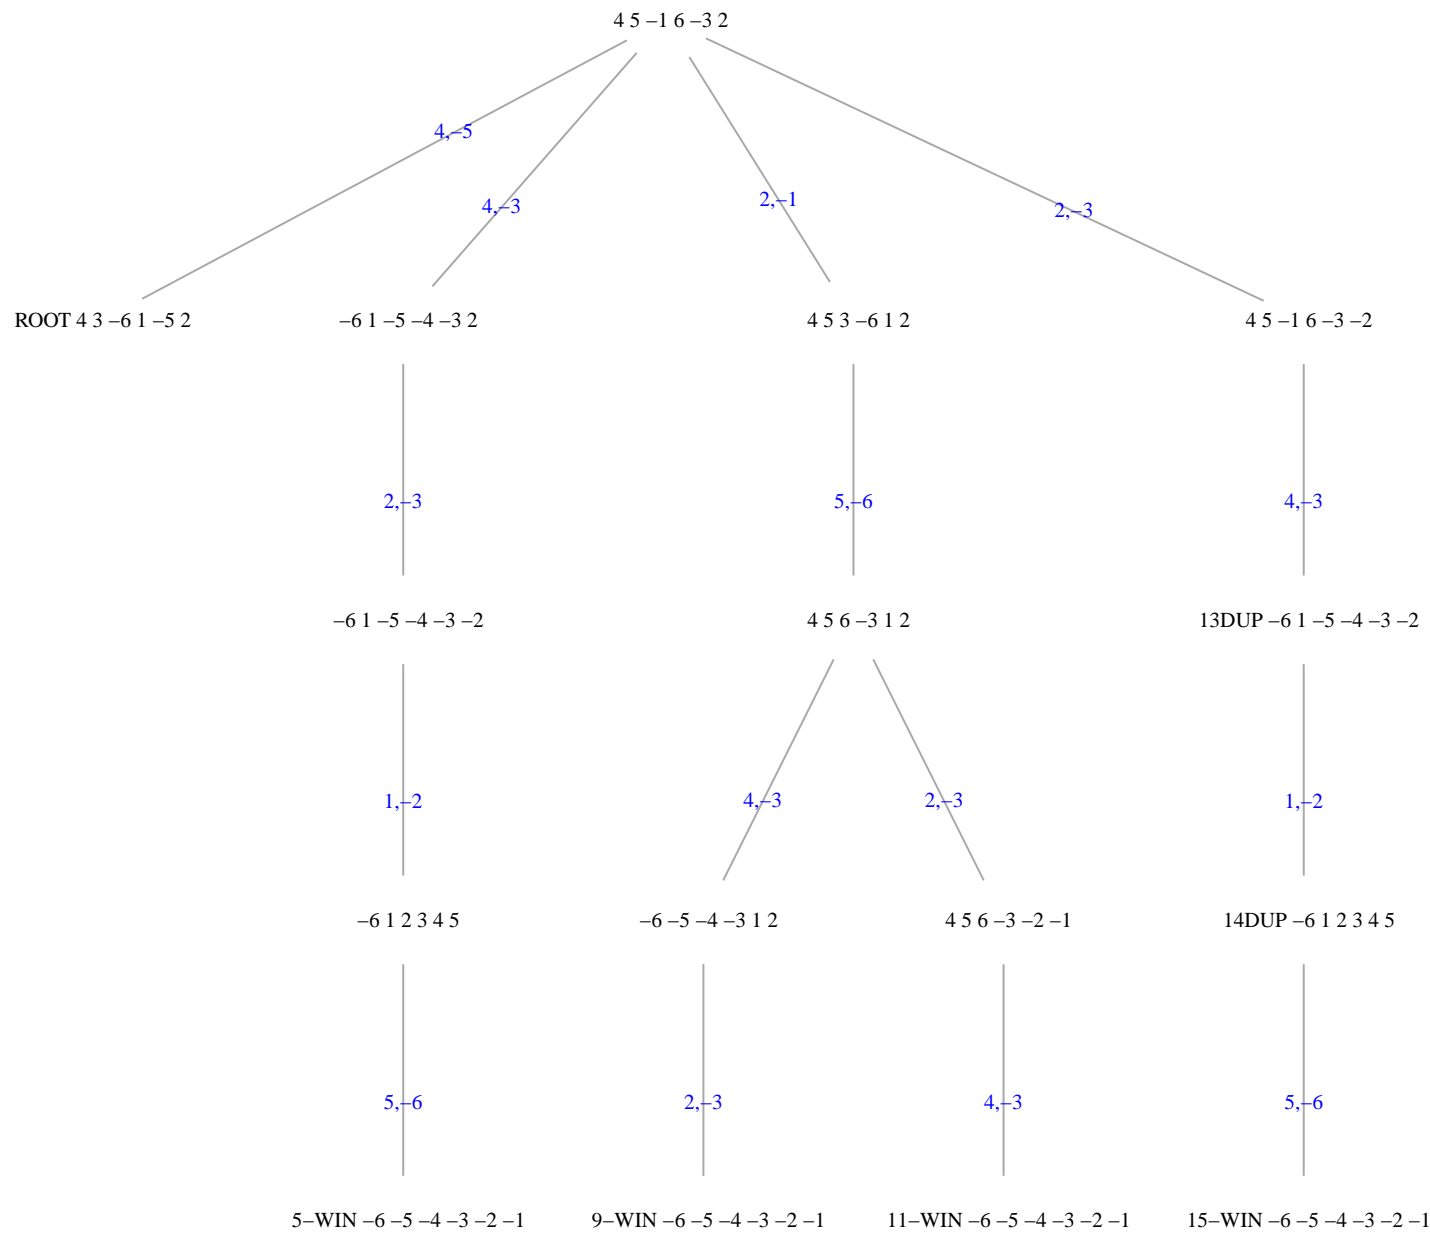 4 5 −1 6 −3 2
4,−5
4,−3
2,−1
2,−3
ROOT 4 3 −6 1 −5 2
−6 1 −5 −4 −3 2
4 5 3 −6 1 2
4 5 −1 6 −3 −2
2,−3
5,−6
4,−3
−6 1 −5 −4 −3 −2
4 5 6 −3 1 2
13DUP −6 1 −5 −4 −3 −2
1,−2
4,−3
2,−3
1,−2
−6 1 2 3 4 5
−6 −5 −4 −3 1 2
4 5 6 −3 −2 −1
14DUP −6 1 2 3 4 5
5,−6
2,−3
4,−3
5,−6
5−WIN −6 −5 −4 −3 −2 −1
9−WIN −6 −5 −4 −3 −2 −1
11−WIN −6 −5 −4 −3 −2 −1
15−WIN −6 −5 −4 −3 −2 −1